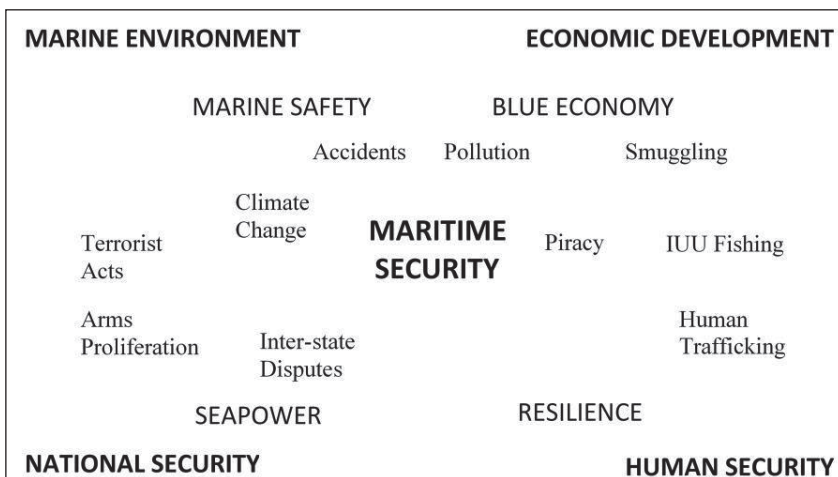 MARINE ENVIRONMENT
ECONOMIC DEVELOPMENT
MARINE SAFETY
BLUE ECONOMY
Accidents
Pollution
Smuggling
Climate
Change
Terrorist
Acts
MARITIME
SECURITY
Piracy
IUU Fishing
Arms
Proliferation
Inter-state
Disputes
Human
Trafficking
SEAPOWER
RESILIENCE
NATIONAL SECURITY
HUMAN SECURITY